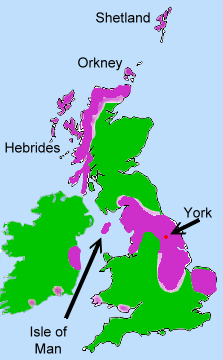 Shetland
Orkney
Hebrides
York
Isle of
Man